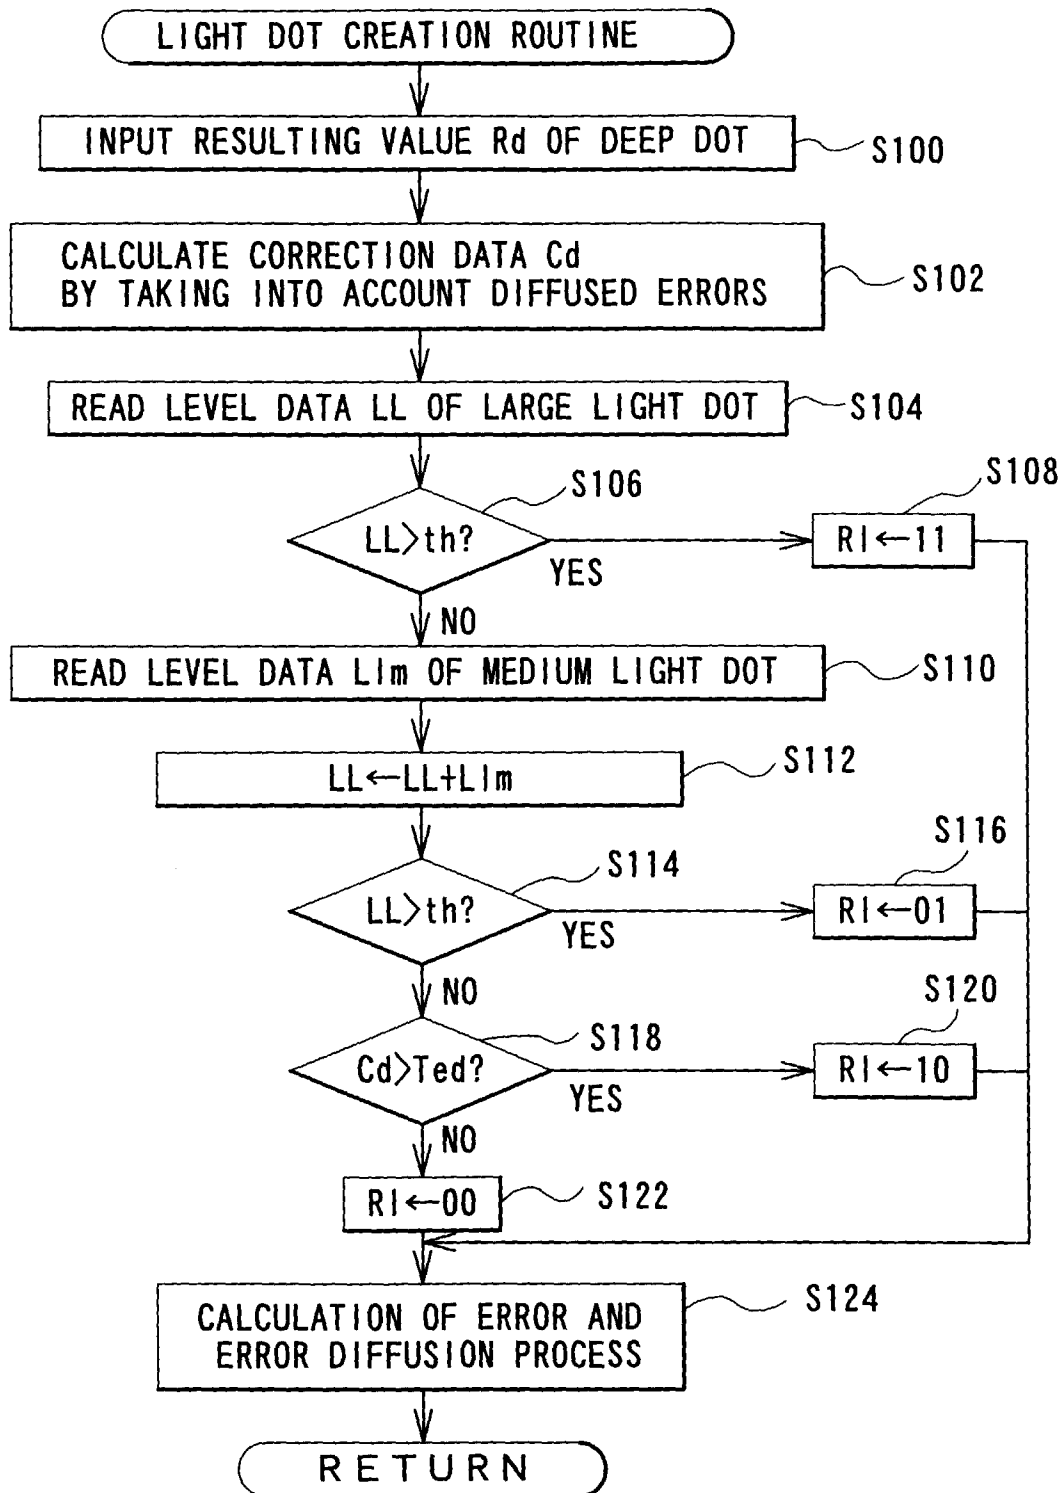 LIGHT DOT CREATION ROUTINE
INPUT RESULTING VALUE Rd OF DEEP DOT
S100
CALCULATE CORRECTION DATA Cd
BY TAKING INTO ACCOUNT DIFFUSED ERRORS
S102
READ LEVEL DATA LL OF LARGE LIGHT DOT
S104
S106
LL>th?
YES
S108
Rl←11
NO
READ LEVEL DATA Llm OF MEDIUM LIGHT DOT
S110
LL←LL+Llm
S112
S114
LL>th?
YES
S116
Rl←01
NO
S118
Cd>Ted?
YES
S120
Rl←10
NO
Rl←00
S122
CALCULATION OF ERROR AND
ERROR DIFFUSION PROCESS
S124
RETURN